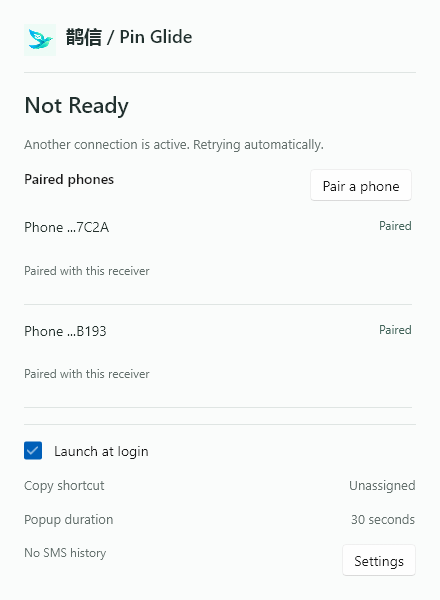 鹊信 / Pin Glide
Not Ready
Another connection is active. Retrying automatically.
Paired phones
Pair a phone
Phone ...7C2A
Paired
Paired with this receiver
Phone ...B193
Paired
Paired with this receiver
Launch at login
Copy shortcut
Unassigned
Popup duration
30 seconds
No SMS history
Settings